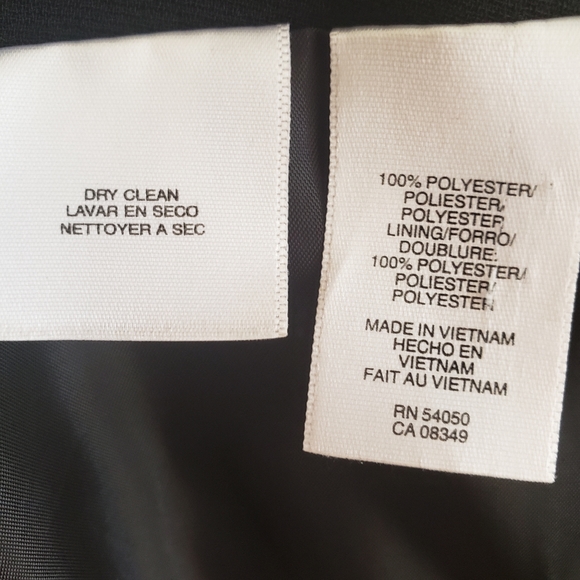 DRY CLEAN
LAVAR EN SECO
NETTOYER A SEC
100% POLYESTER/
POLIESTER/
POLYESTER
LINING/FORRO/
DOUBLURE:
100% POLYESTER/
POLIESTER/
POLYESTER
MADE IN VIETNAM
HECHO EN
VIETNAM
FAIT AU VIETNAM
RN 54050
CA 08349